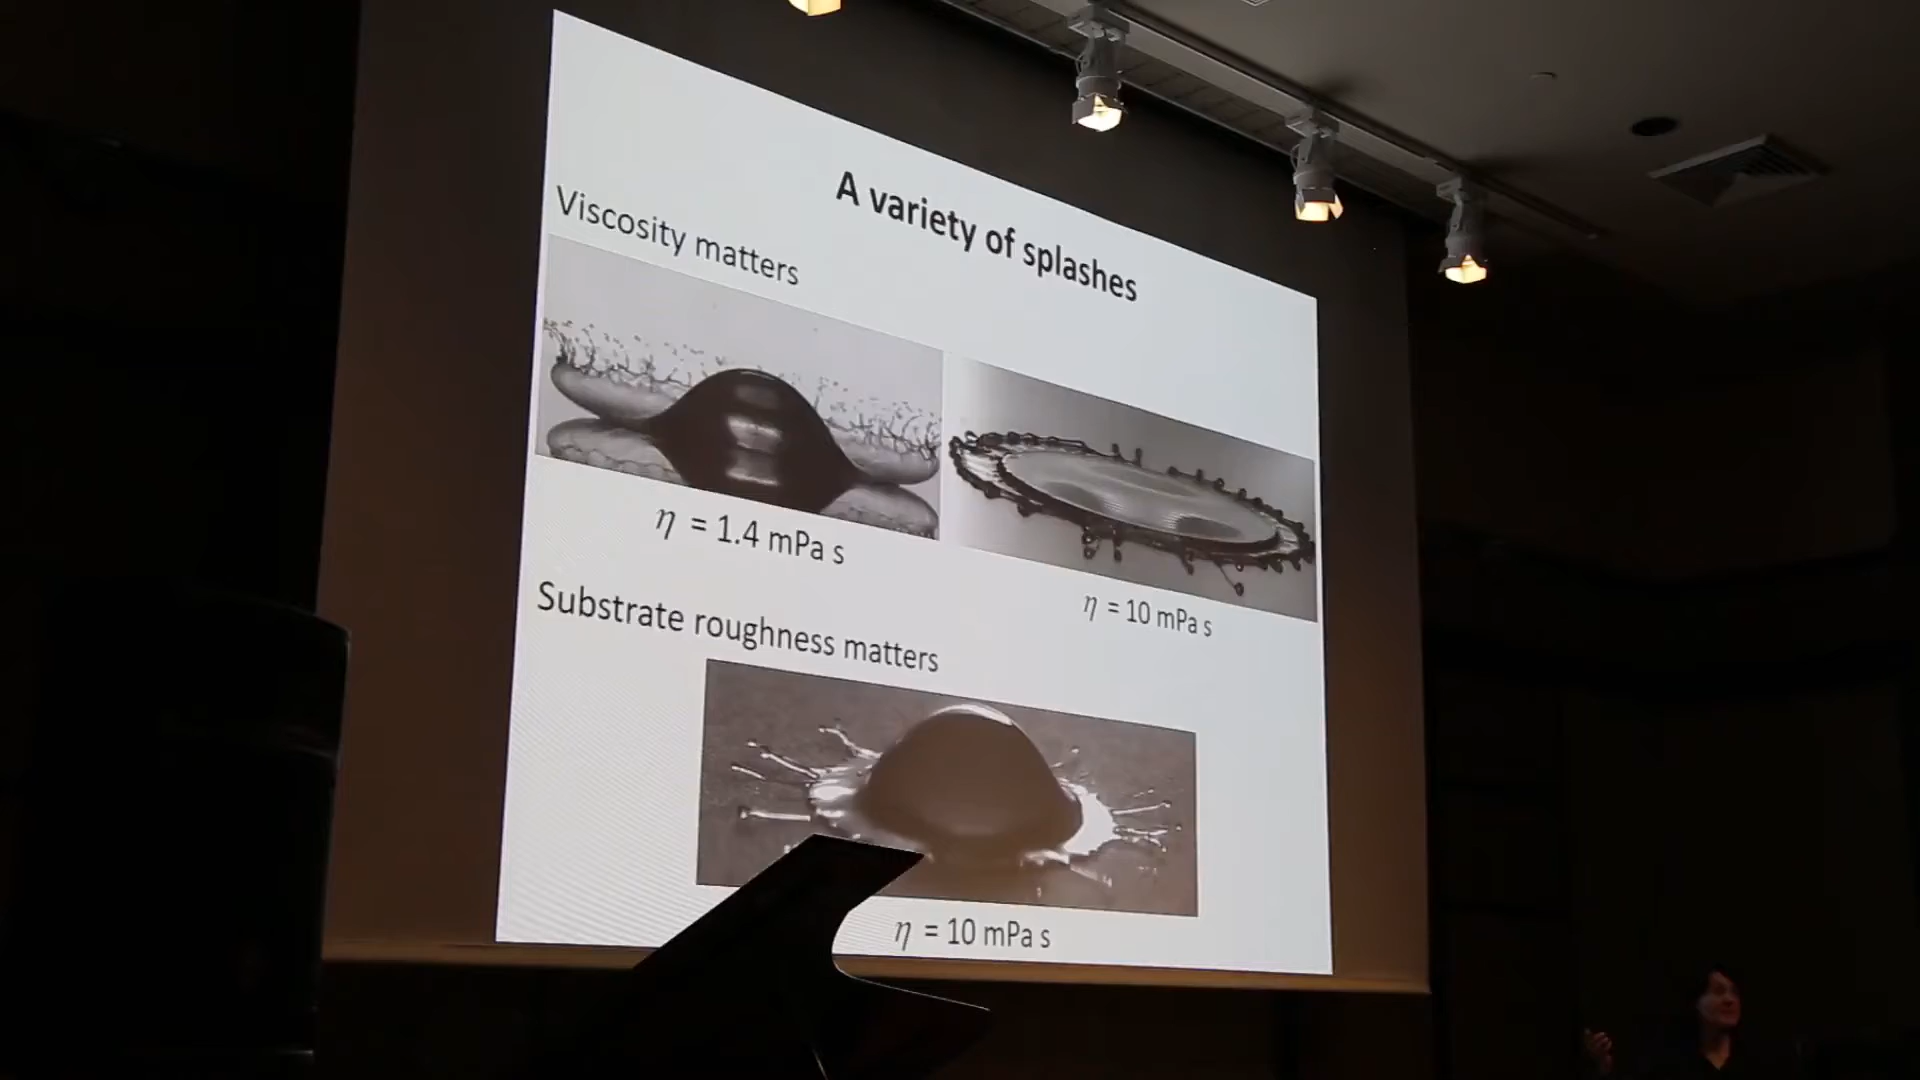 A variety of splashes
Viscosity matters
η = 1.4 mPa s
η = 10 mPa s
Substrate roughness matters
η = 10 mPa s